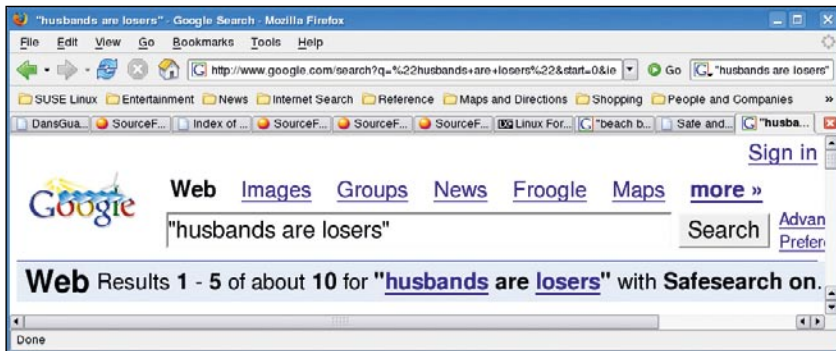 "husbands are losers" - Google Search - Mozilla Firefox
File Edit View Go Bookmarks Tools Help
http://www.google.com/search?q=%22husbands+are+losers%22&start=0&ie Go "husbands are losers"
SUSE Linux Entertainment News Internet Search Reference Maps and Directions Shopping People and Companies »
DansGua... SourceF... Index of ... SourceF... SourceF... SourceF... Linux For... "beach b... Safe and... "husba...
Sign in
Google Web Images Groups News Froogle Maps more »
"husbands are losers" Search Advan
Prefer
Web Results 1 - 5 of about 10 for "husbands are losers" with Safesearch on.
Done